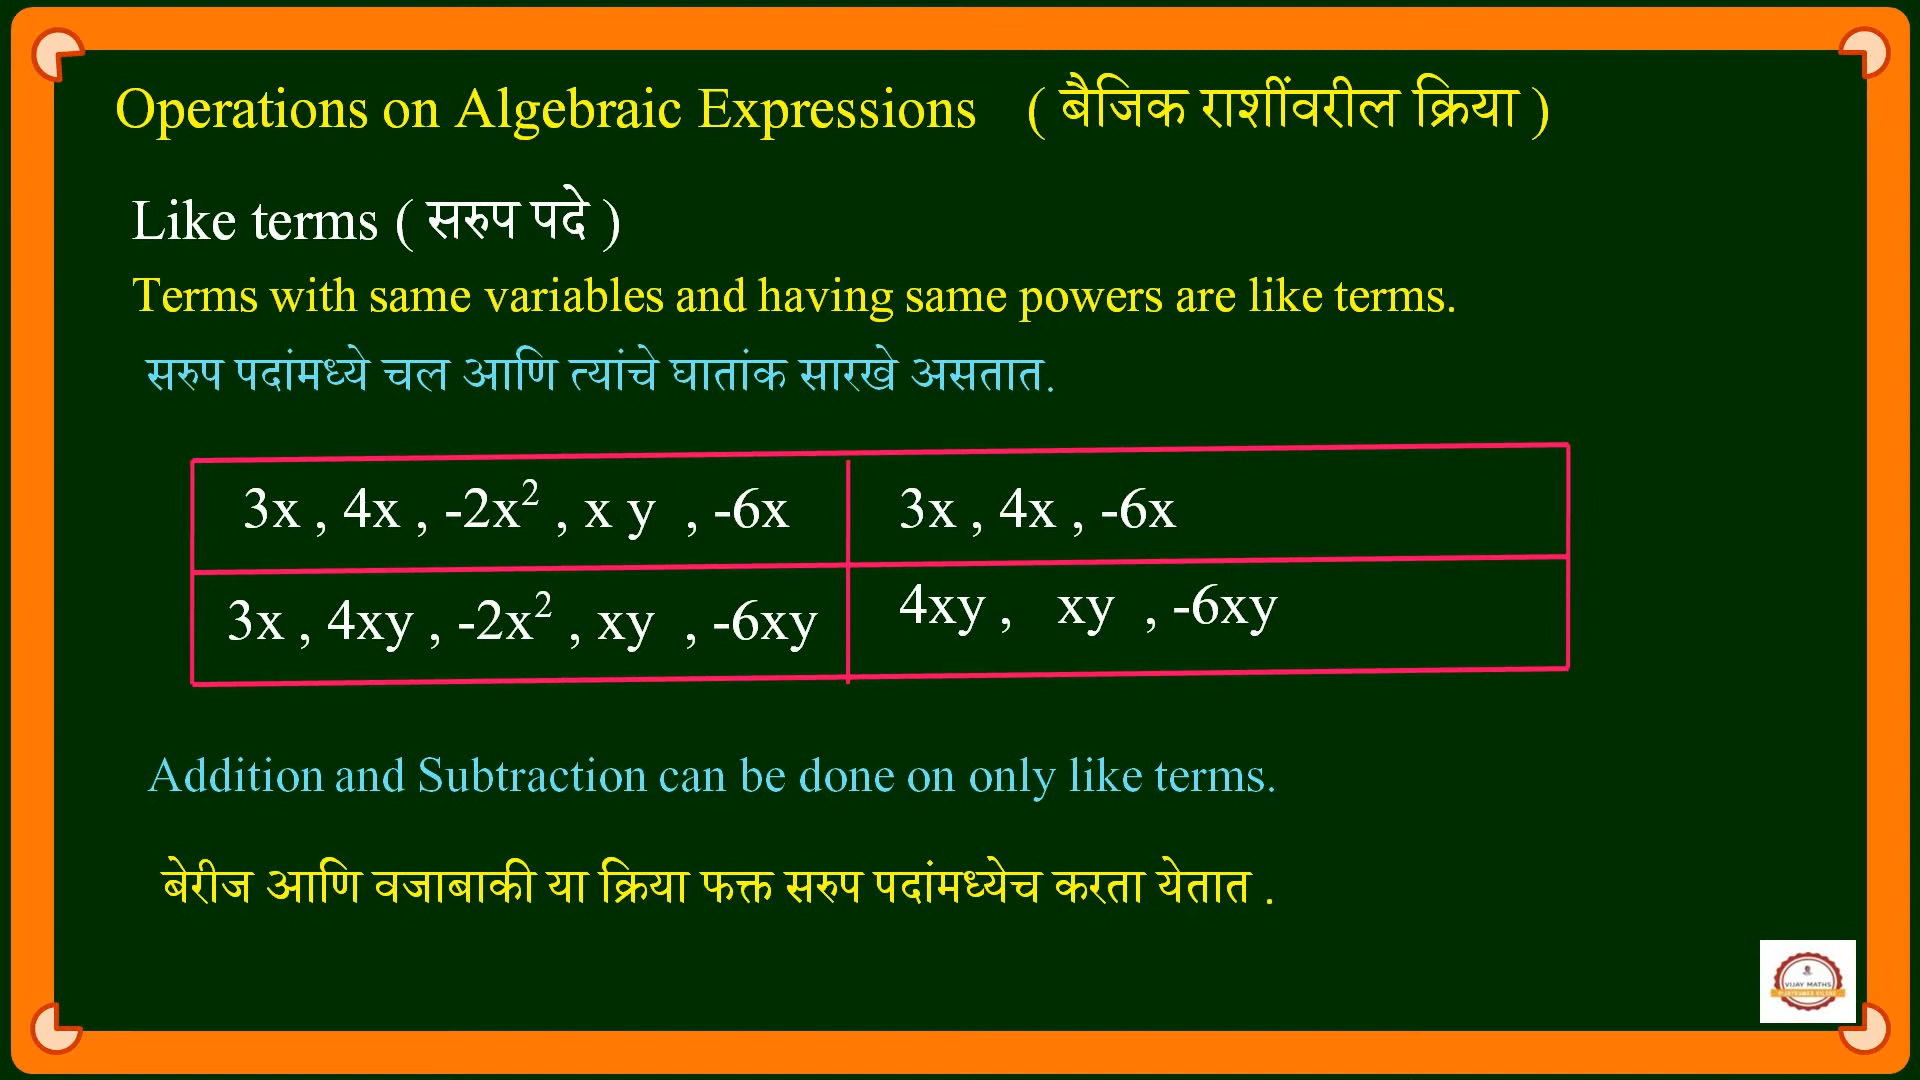 Operations on Algebraic Expressions ( बैजिक राशींवरील क्रिया )
Like terms ( सरुप पदे )
Terms with same variables and having same powers are like terms.
सरुप पदांमध्ये चल आणि त्यांचे घातांक सारखे असतात.
3x , 4x , -2x² , x y , -6x 3x , 4x , -6x
3x , 4xy , -2x² , xy , -6xy 4xy , xy , -6xy
Addition and Subtraction can be done on only like terms.
बेरीज आणि वजाबाकी या क्रिया फक्त सरुप पदांमध्येच करता येतात .
VIJAY MATHS